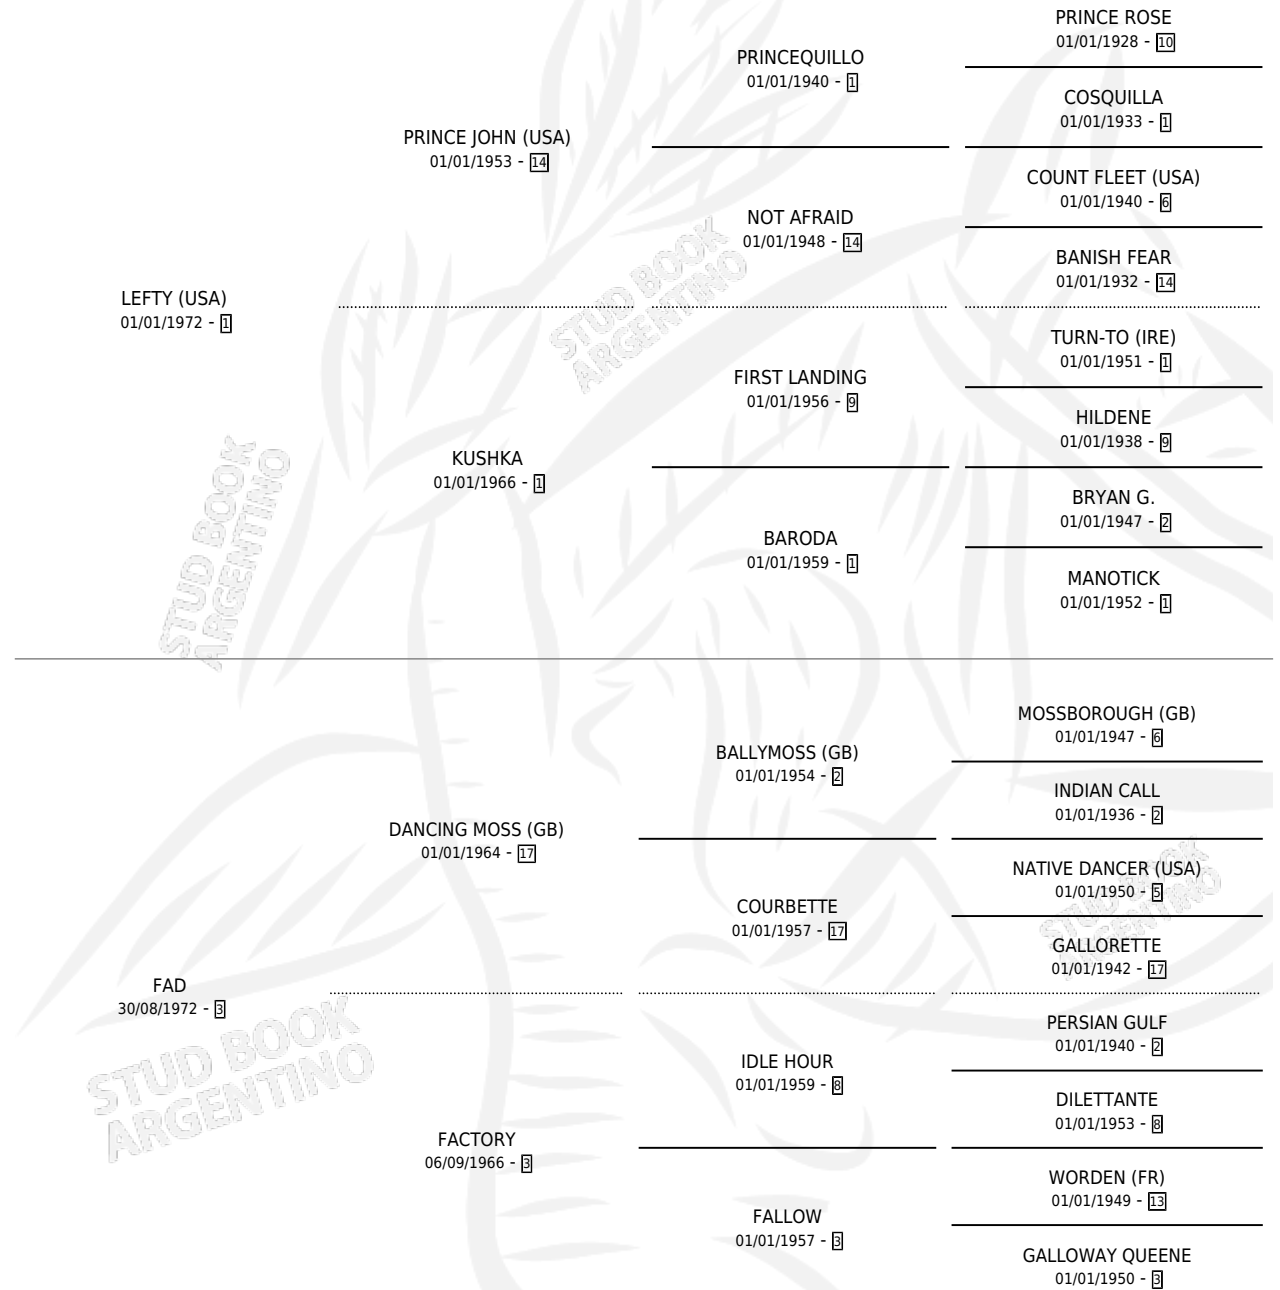 PRINCE ROSE
01/01/1928 - 10
PRINCEQUILLO
01/01/1940 - 1
COSQUILLA
01/01/1933 - 1
PRINCE JOHN (USA)
01/01/1953 - 14
COUNT FLEET (USA)
01/01/1940 - 6
NOT AFRAID
01/01/1948 - 14
BANISH FEAR
01/01/1932 - 14
LEFTY (USA)
01/01/1972 - 1
TURN-TO (IRE)
01/01/1951 - 1
FIRST LANDING
01/01/1956 - 9
HILDENE
01/01/1938 - 9
KUSHKA
01/01/1966 - 1
BRYAN G.
01/01/1947 - 2
BARODA
01/01/1959 - 1
MANOTICK
01/01/1952 - 1
STUD BOOK
ARGENTINO
STUD BOOK
ARGENTINO
MOSSBOROUGH (GB)
01/01/1947 - 6
BALLYMOSS (GB)
01/01/1954 - 2
INDIAN CALL
01/01/1936 - 2
DANCING MOSS (GB)
01/01/1964 - 17
NATIVE DANCER (USA)
01/01/1950 - 5
COURBETTE
01/01/1957 - 17
GALLORETTE
01/01/1942 - 17
FAD
30/08/1972 - 3
PERSIAN GULF
01/01/1940 - 2
IDLE HOUR
01/01/1959 - 8
DILETTANTE
01/01/1953 - 8
FACTORY
06/09/1966 - 3
WORDEN (FR)
01/01/1949 - 13
FALLOW
01/01/1957 - 3
GALLOWAY QUEENE
01/01/1950 - 3
STUD BOOK
ARGENTINO
STUD BOOK
ARGENTINO